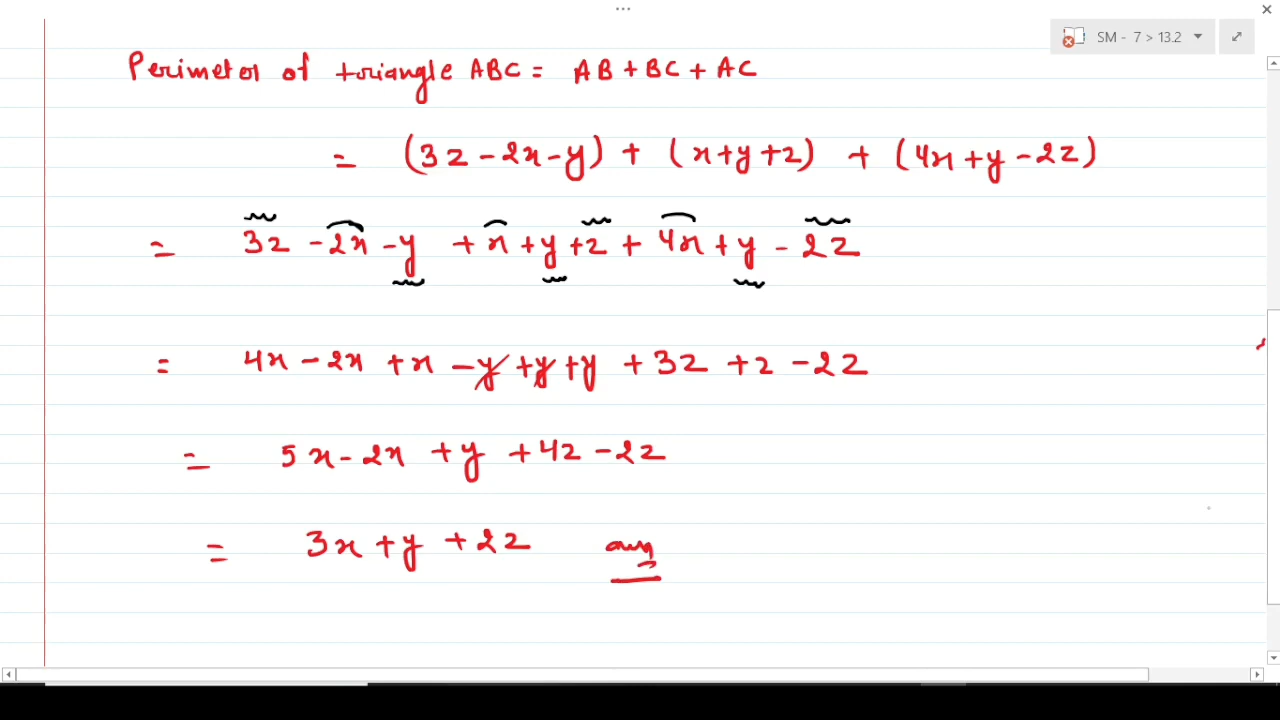 SM - 7 > 13.2
Perimeter of triangle ABC = AB + BC + AC
= (3z - 2x - y) + (x + y + z) + (4x + y - 2z)
= 3z - 2x - y + x + y + z + 4x + y - 2z
= 4x - 2x + x - y + y + y + 3z + z - 2z
= 5x - 2x + y + 4z - 2z
= 3x + y + 2z ans